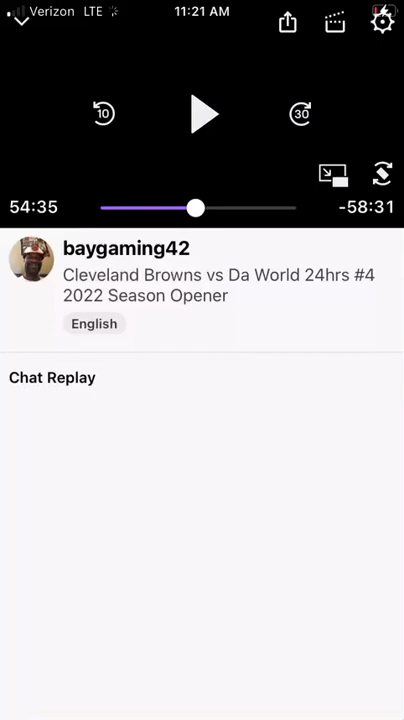 Verizon LTE 11:21 AM
10
30
54:35
-58:31
baygaming42
Cleveland Browns vs Da World 24hrs #4
2022 Season Opener
English
Chat Replay